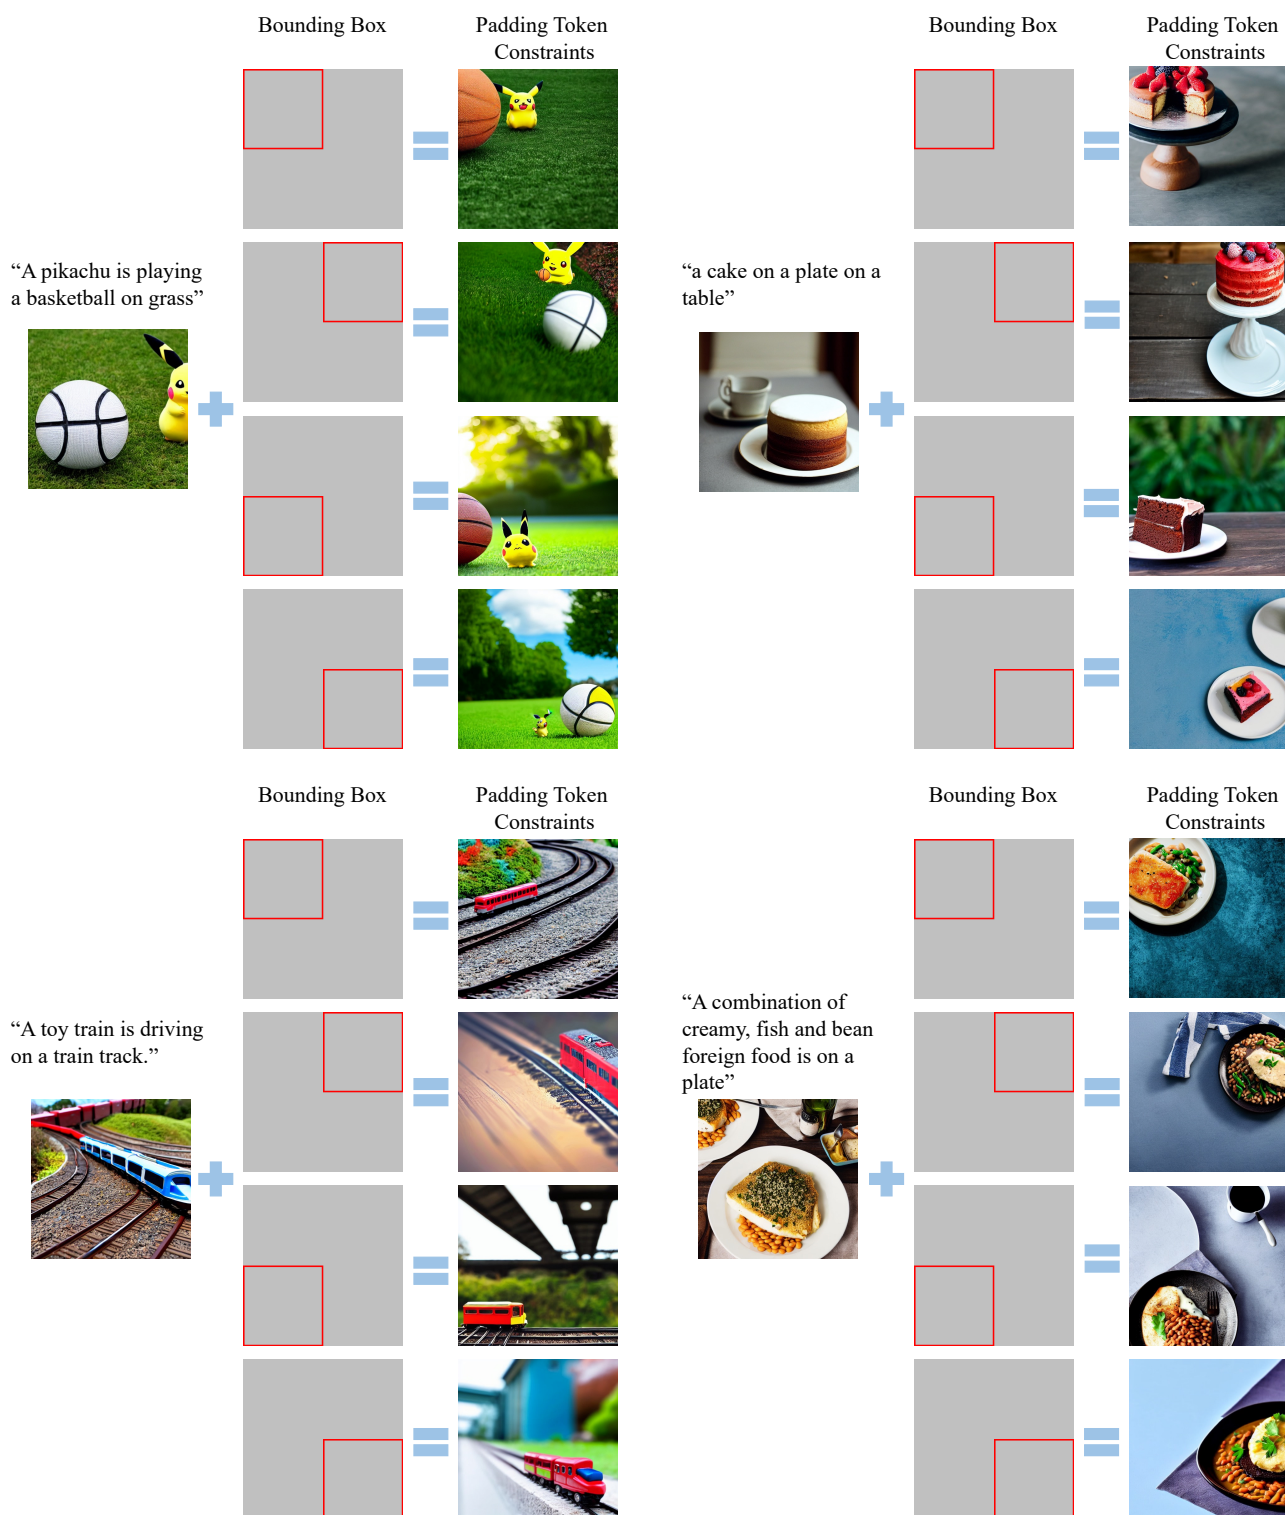 Bounding Box
Padding Token
Constraints
“A pikachu is playing
a basketball on grass”
Bounding Box
Padding Token
Constraints
“a cake on a plate on a
table”
Bounding Box
Padding Token
Constraints
“A toy train is driving
on a train track.”
Bounding Box
Padding Token
Constraints
“A combination of
creamy, fish and bean
foreign food is on a
plate”